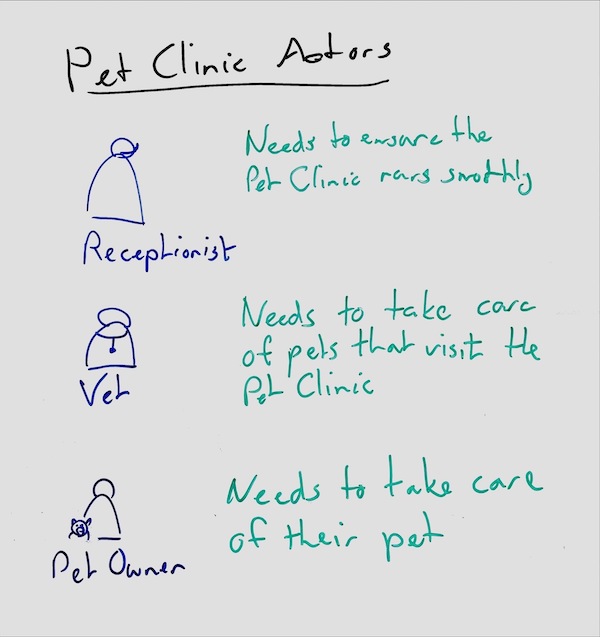 Pet Clinic Actors
Needs to ensure the
Pet Clinic runs smothly
Receptionist
Needs to take care
of pets that visit the
Pet Clinic
Vet
Needs to take care
of their pet
Pet Owner